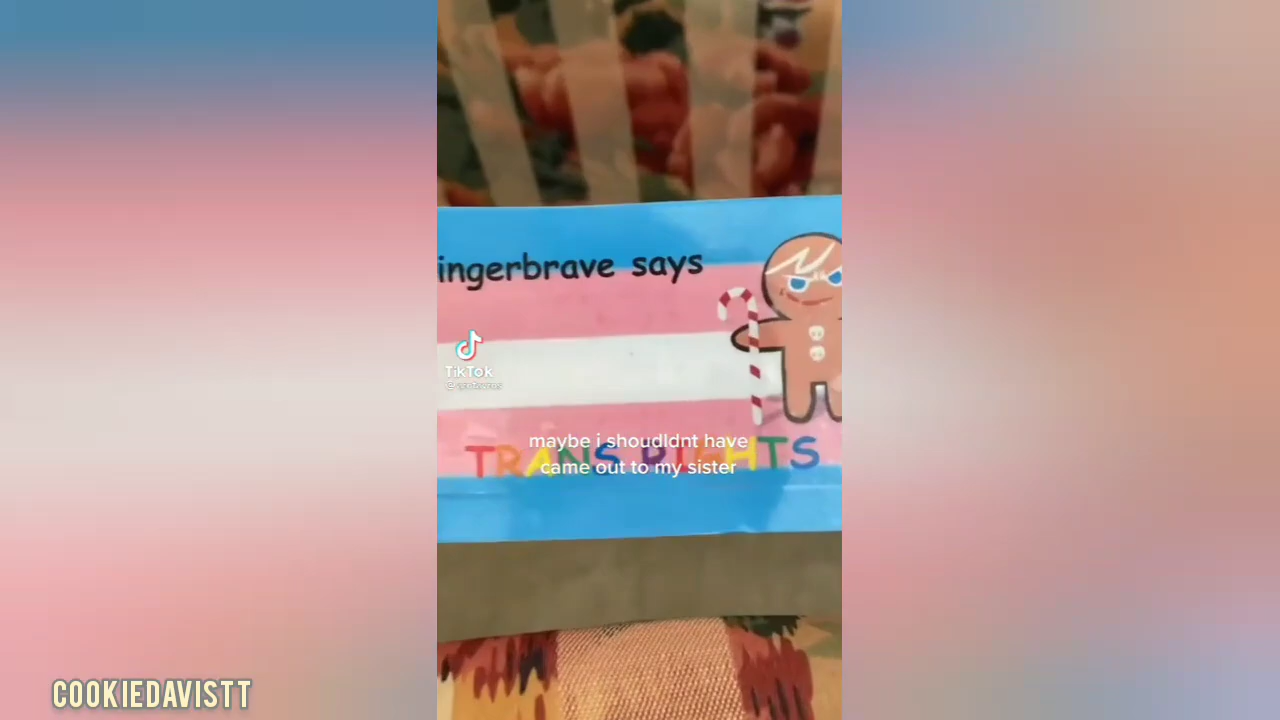 ingerbrave says
TikTok
maybe i shoudldnt have
came out to my sister
TRANS RIGHTS
COOKIEDAVISTT